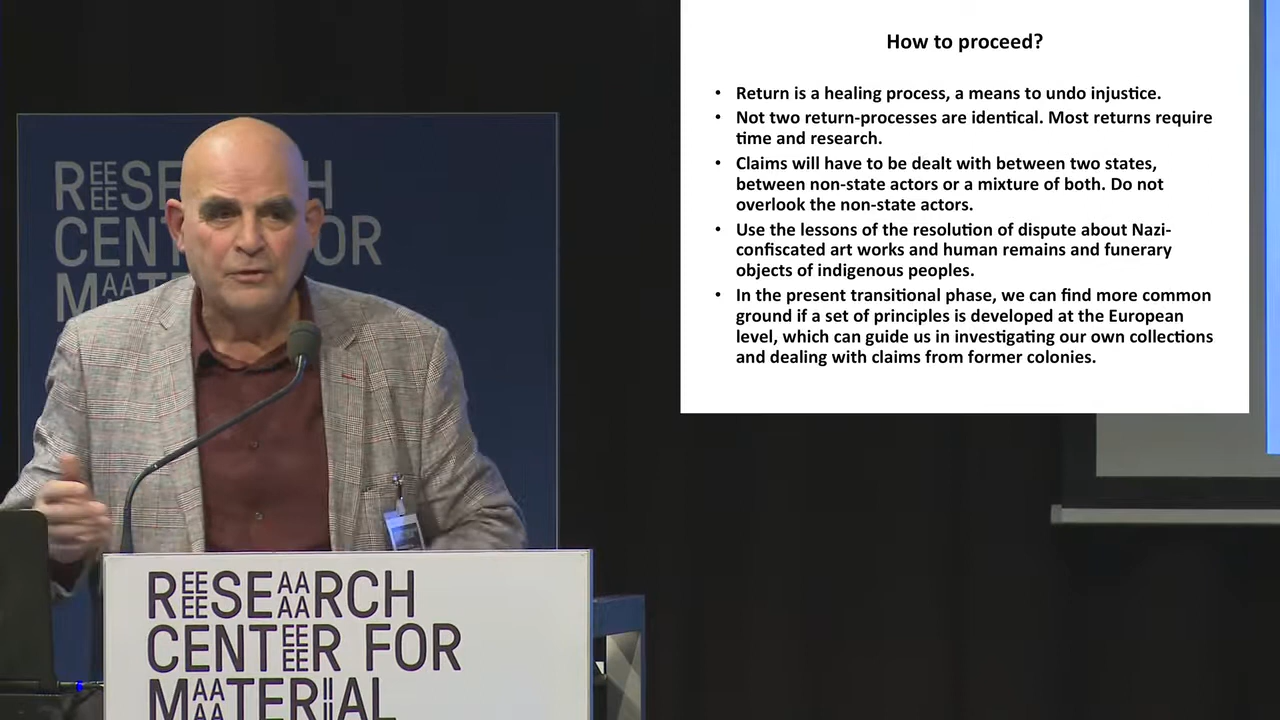 How to proceed?
• Return is a healing process, a means to undo injustice.
• Not two return-processes are identical. Most returns require
time and research.
• Claims will have to be dealt with between two states,
between non-state actors or a mixture of both. Do not
overlook the non-state actors.
• Use the lessons of the resolution of dispute about Nazi-
confiscated art works and human remains and funerary
objects of indigenous peoples.
• In the present transitional phase, we can find more common
ground if a set of principles is developed at the European
level, which can guide us in investigating our own collections
and dealing with claims from former colonies.
RESEARCH
CENTER FOR
MATERIAL